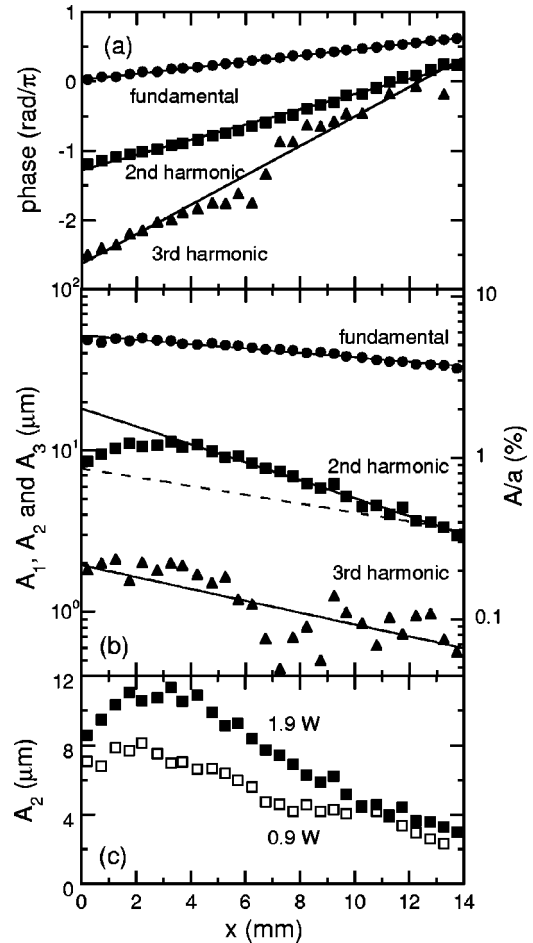 1
(a)
0
fundamental
-1
2nd harmonic
-2
3rd harmonic
phase (rad/π)
10²
10
fundamental
10¹
1
2nd harmonic
3rd harmonic
10⁰
0.1
(b)
A₁, A₂ and A₃ (μm)
A/a (%)
12
1.9 W
8
4
0.9 W
(c)
0
A₂ (μm)
0 2 4 6 8 10 12 14
x (mm)